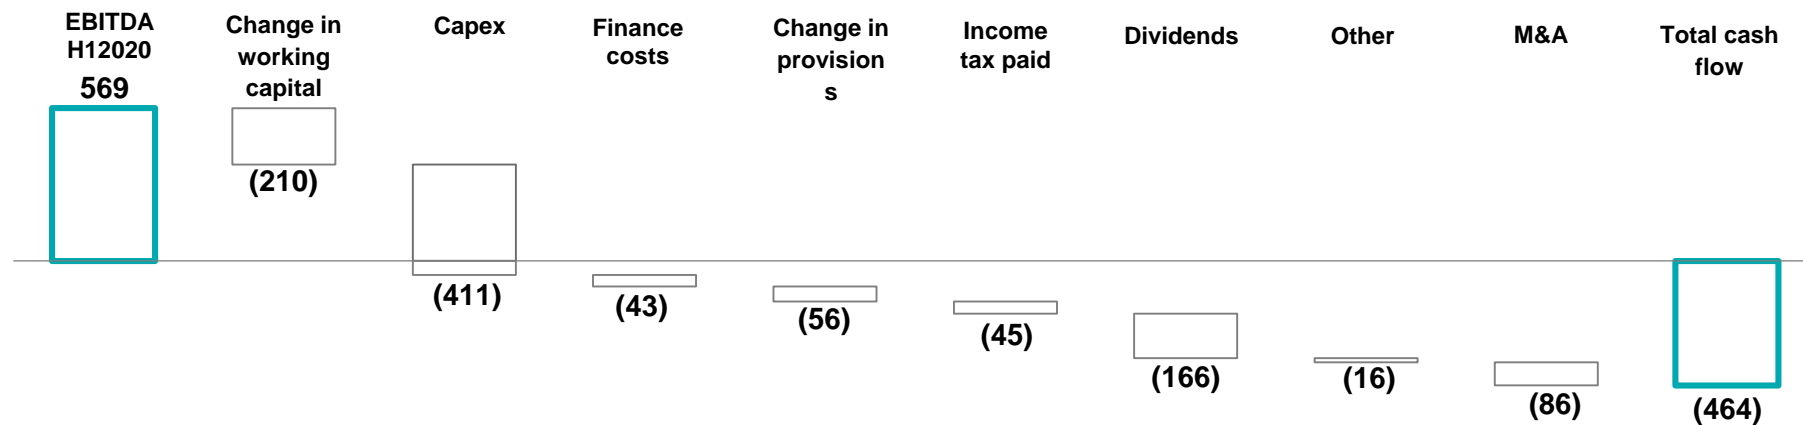 EBITDA
H12020
569
Change in
working
capital
(210)
Capex
(411)
Finance
costs
(43)
Change in
provision
s
(56)
Income
tax paid
(45)
Dividends
(166)
Other
(16)
M&A
(86)
Total cash
flow
(464)